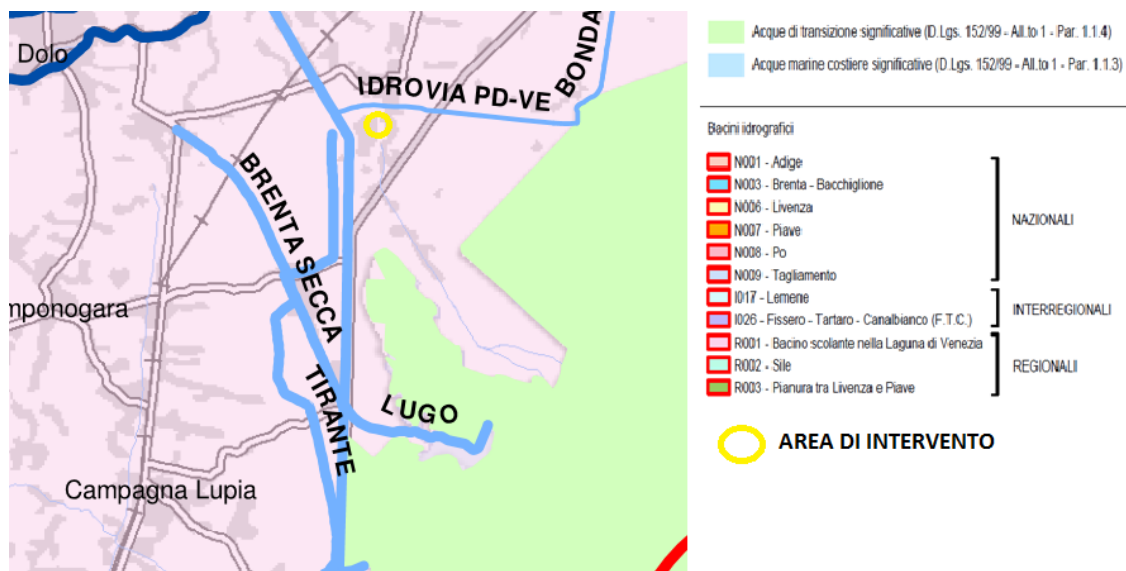 Dolo
IDROVIA PD-VE
BONDA
BRENTA SECCA
mponogara
TIRANTE
LUGO
Campagna Lupia
Acque di transizione significative (D.Lgs. 152/99 - All.to 1 - Par. 1.1.4)
Acque marine costiere significative (D.Lgs. 152/99 - All.to 1 - Par. 1.1.3)
Bacini idrografici
N001 - Adige
N003 - Brenta - Bacchiglione
N006 - Livenza
N007 - Piave
N008 - Po
N009 - Tagliamento
NAZIONALI
I017 - Lemene
I026 - Fissero - Tartaro - Canalbianco (F.T.C.)
INTERREGIONALI
R001 - Bacino scolante nella Laguna di Venezia
R002 - Sile
R003 - Pianura tra Livenza e Piave
REGIONALI
AREA DI INTERVENTO